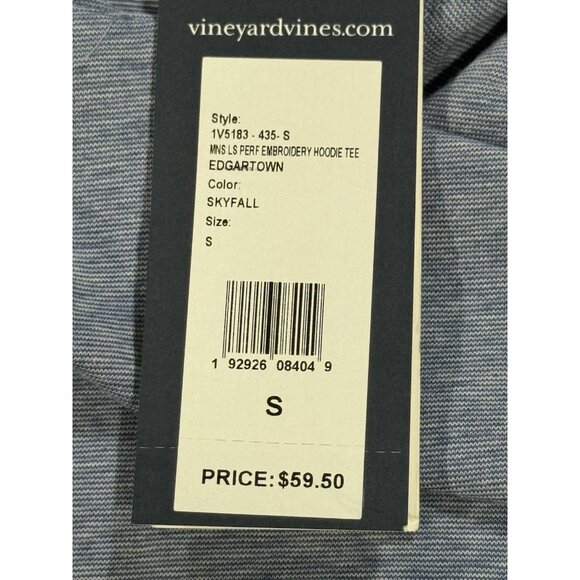 vineyardvines.com
Style:
1V5183 - 435- S
MNS LS PERF EMBROIDERY HOODIE TEE
EDGARTOWN
Color:
SKYFALL
Size:
S
1 92926 08404 9
S
PRICE: $59.50